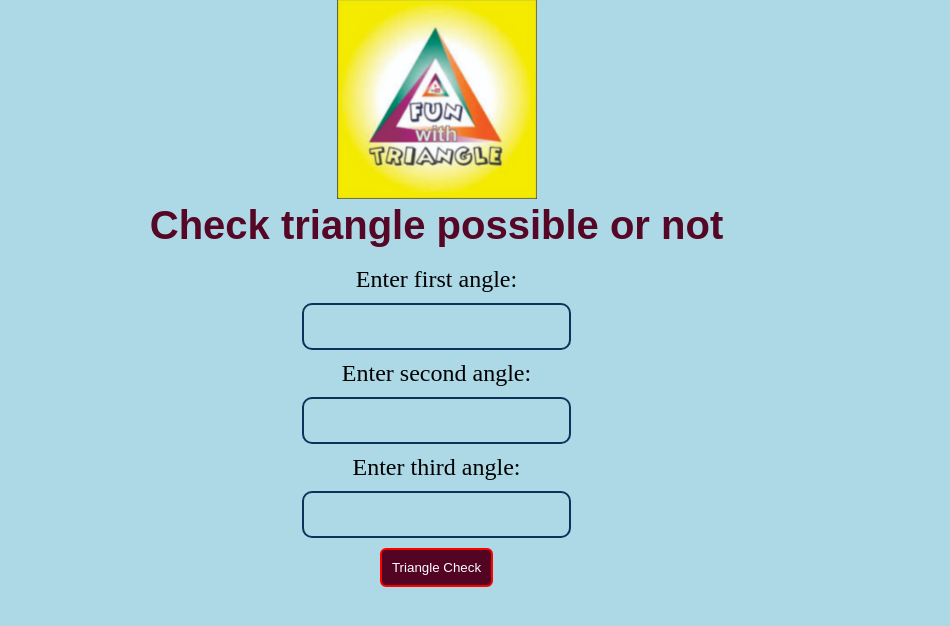 FUN
with
TRIANGLE
Check triangle possible or not
Enter first angle:
Enter second angle:
Enter third angle:
Triangle Check